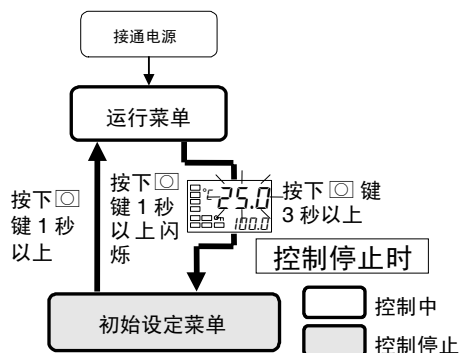 接通电源
运行菜单
按下
键 1 秒
以上
按下
键 1 秒
以上闪
烁
°C 25.0
100.0
按下 键
3 秒以上
控制停止时
初始设定菜单
控制中
控制停止